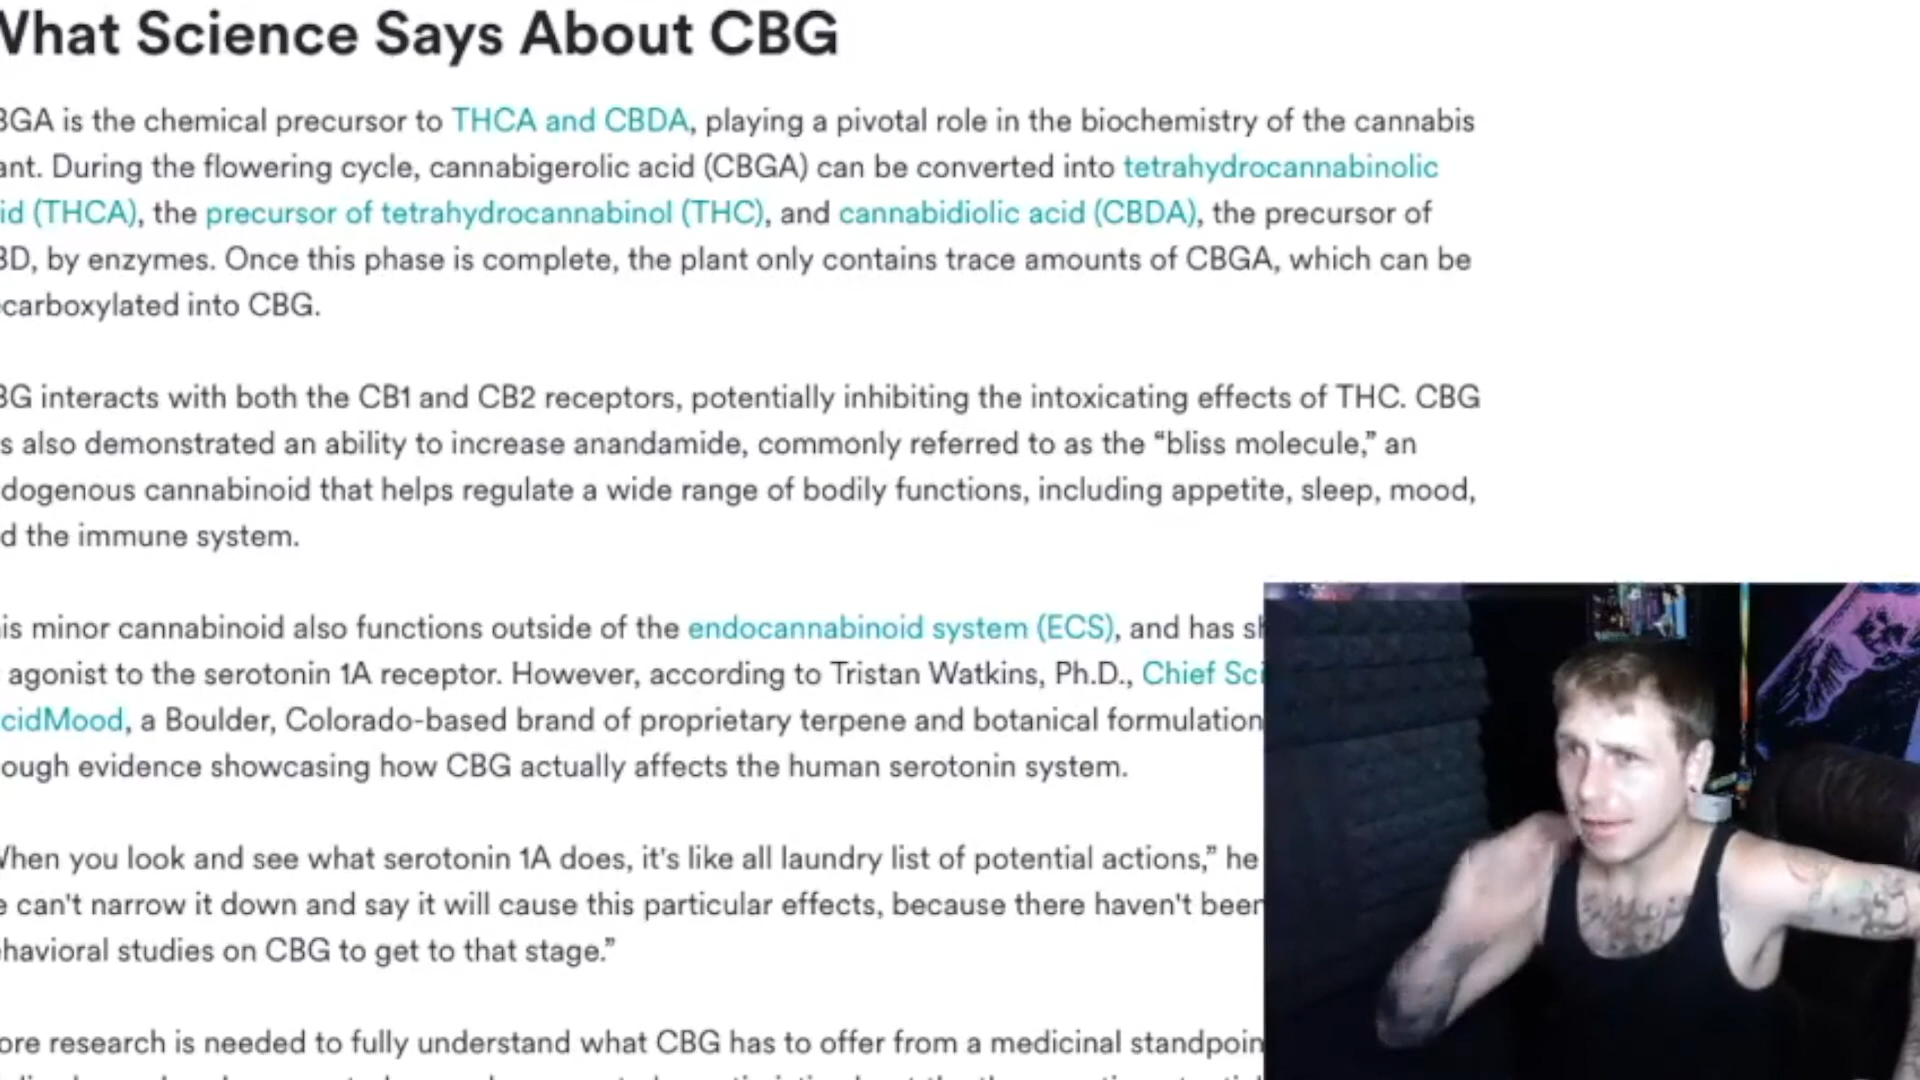 What Science Says About CBG
BGA is the chemical precursor to THCA and CBDA, playing a pivotal role in the biochemistry of the cannabis
ant. During the flowering cycle, cannabigerolic acid (CBGA) can be converted into tetrahydrocannabinolic
id (THCA), the precursor of tetrahydrocannabinol (THC), and cannabidiolic acid (CBDA), the precursor of
BD, by enzymes. Once this phase is complete, the plant only contains trace amounts of CBGA, which can be
carboxylated into CBG.
BG interacts with both the CB1 and CB2 receptors, potentially inhibiting the intoxicating effects of THC. CBG
s also demonstrated an ability to increase anandamide, commonly referred to as the “bliss molecule,” an
dogenous cannabinoid that helps regulate a wide range of bodily functions, including appetite, sleep, mood,
d the immune system.
is minor cannabinoid also functions outside of the endocannabinoid system (ECS), and has sh
agonist to the serotonin 1A receptor. However, according to Tristan Watkins, Ph.D., Chief Sci
cidMood, a Boulder, Colorado-based brand of proprietary terpene and botanical formulation
ough evidence showcasing how CBG actually affects the human serotonin system.
When you look and see what serotonin 1A does, it's like all laundry list of potential actions,” he
e can't narrow it down and say it will cause this particular effects, because there haven't been
havioral studies on CBG to get to that stage.”
ore research is needed to fully understand what CBG has to offer from a medicinal standpoin